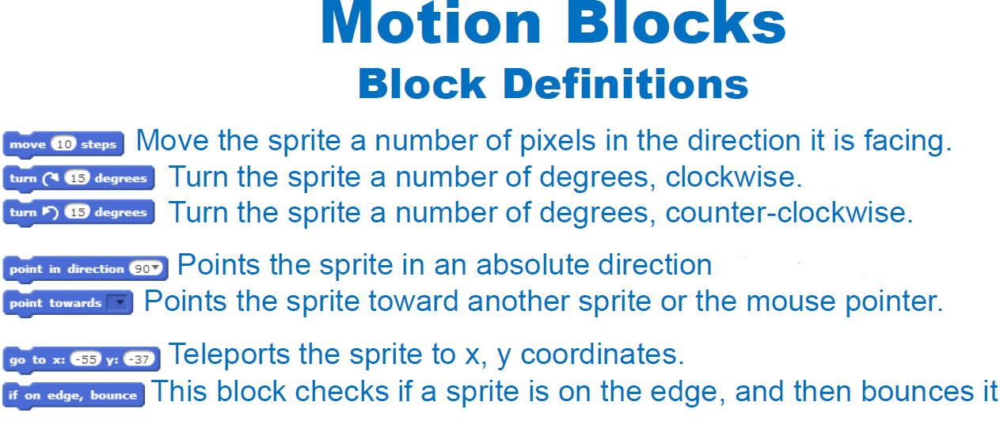 Motion Blocks
Block Definitions
move 10 steps Move the sprite a number of pixels in the direction it is facing.
turn 15 degrees Turn the sprite a number of degrees, clockwise.
turn 15 degrees Turn the sprite a number of degrees, counter-clockwise.
point in direction 90 Points the sprite in an absolute direction
point towards Points the sprite toward another sprite or the mouse pointer.
go to x: -55 y: -37 Teleports the sprite to x, y coordinates.
if on edge, bounce This block checks if a sprite is on the edge, and then bounces it